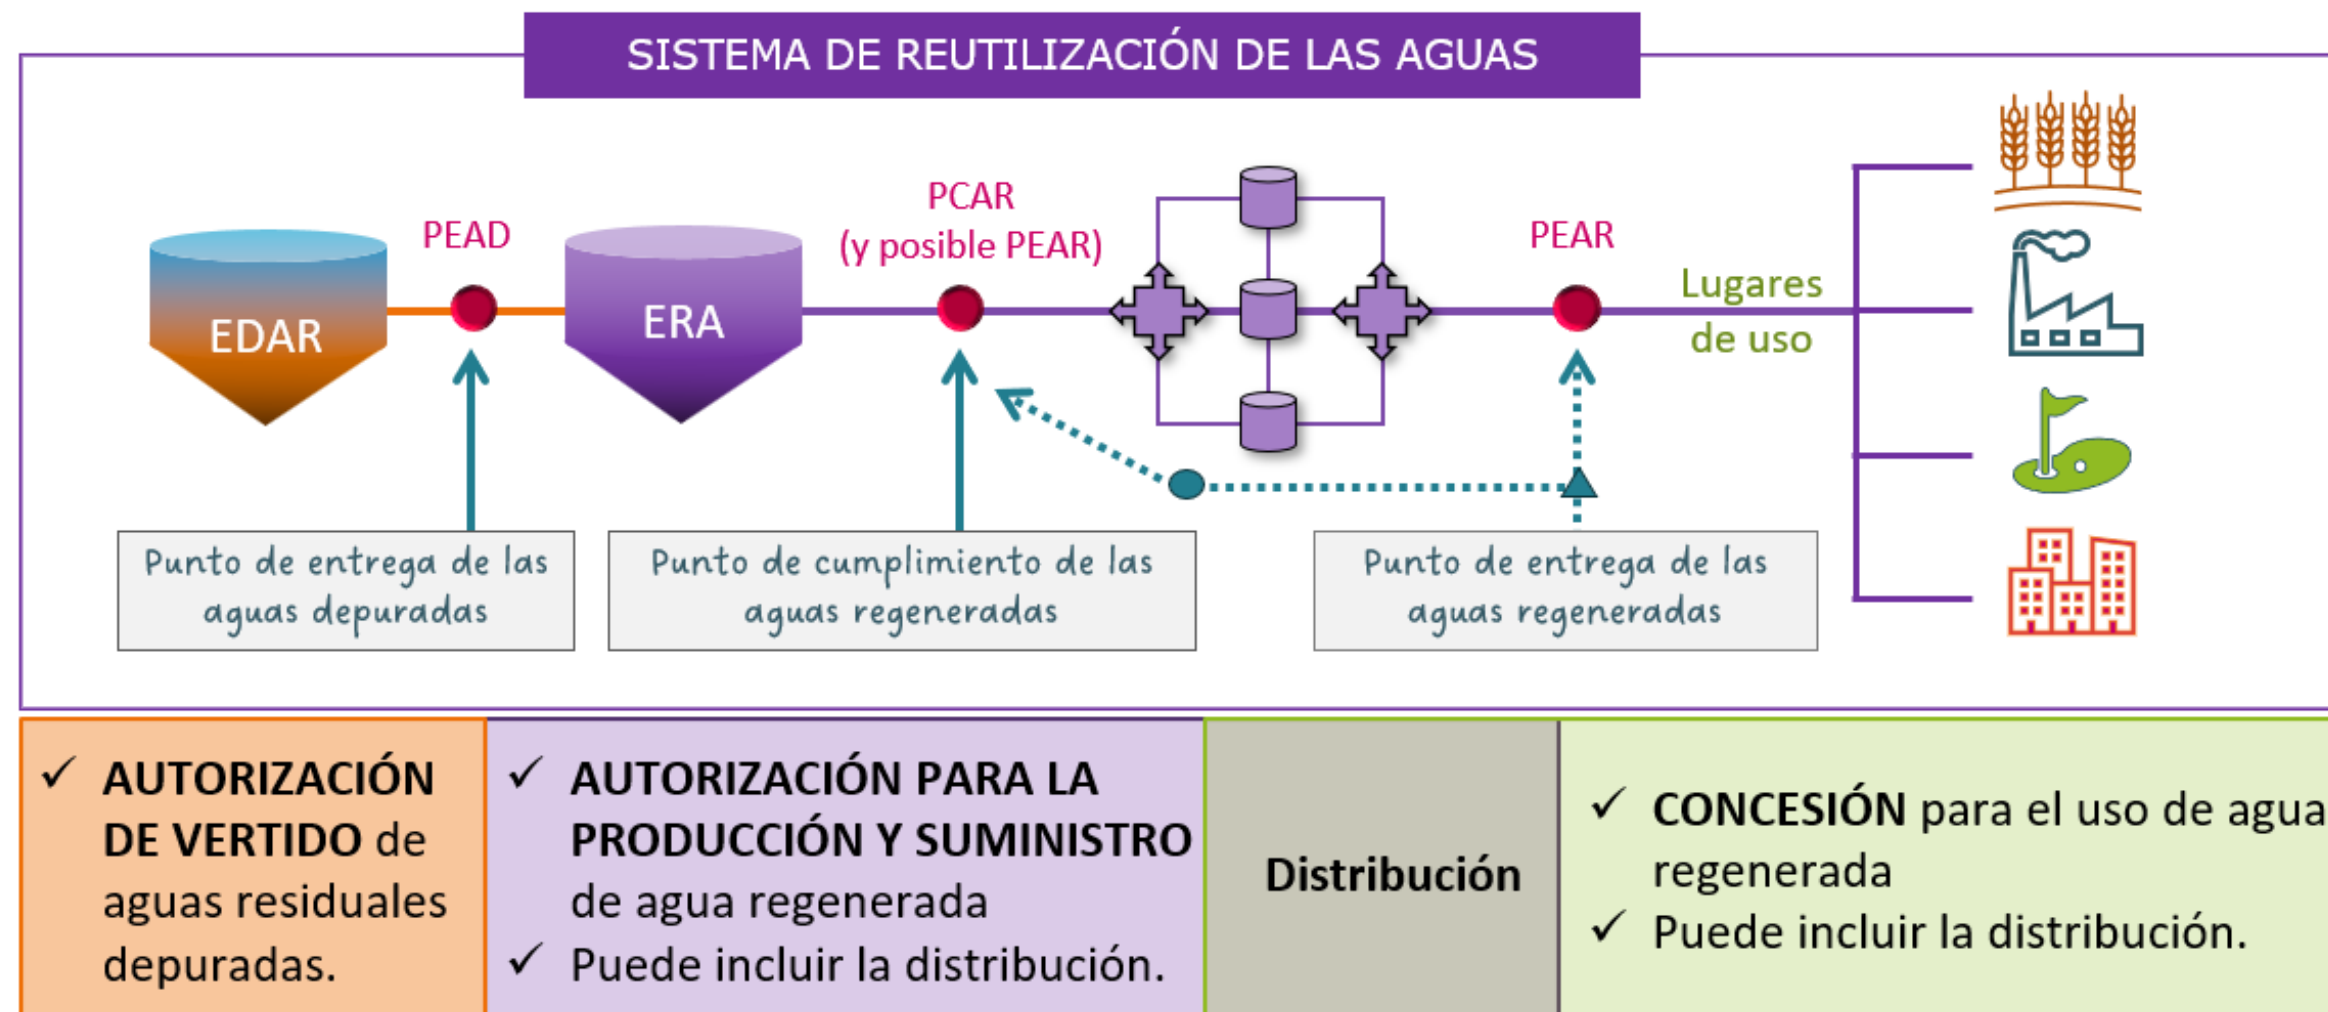 SISTEMA DE REUTILIZACIÓN DE LAS AGUAS
EDAR
PEAD
ERA
PCAR
(y posible PEAR)
PEAR
Lugares
de uso
Punto de entrega de las
aguas depuradas
Punto de cumplimiento de las
aguas regeneradas
Punto de entrega de las
aguas regeneradas
✓ AUTORIZACIÓN
DE VERTIDO de
aguas residuales
depuradas.
✓ AUTORIZACIÓN PARA LA
PRODUCCIÓN Y SUMINISTRO
de agua regenerada
✓ Puede incluir la distribución.
Distribución
✓ CONCESIÓN para el uso de agua
regenerada
✓ Puede incluir la distribución.